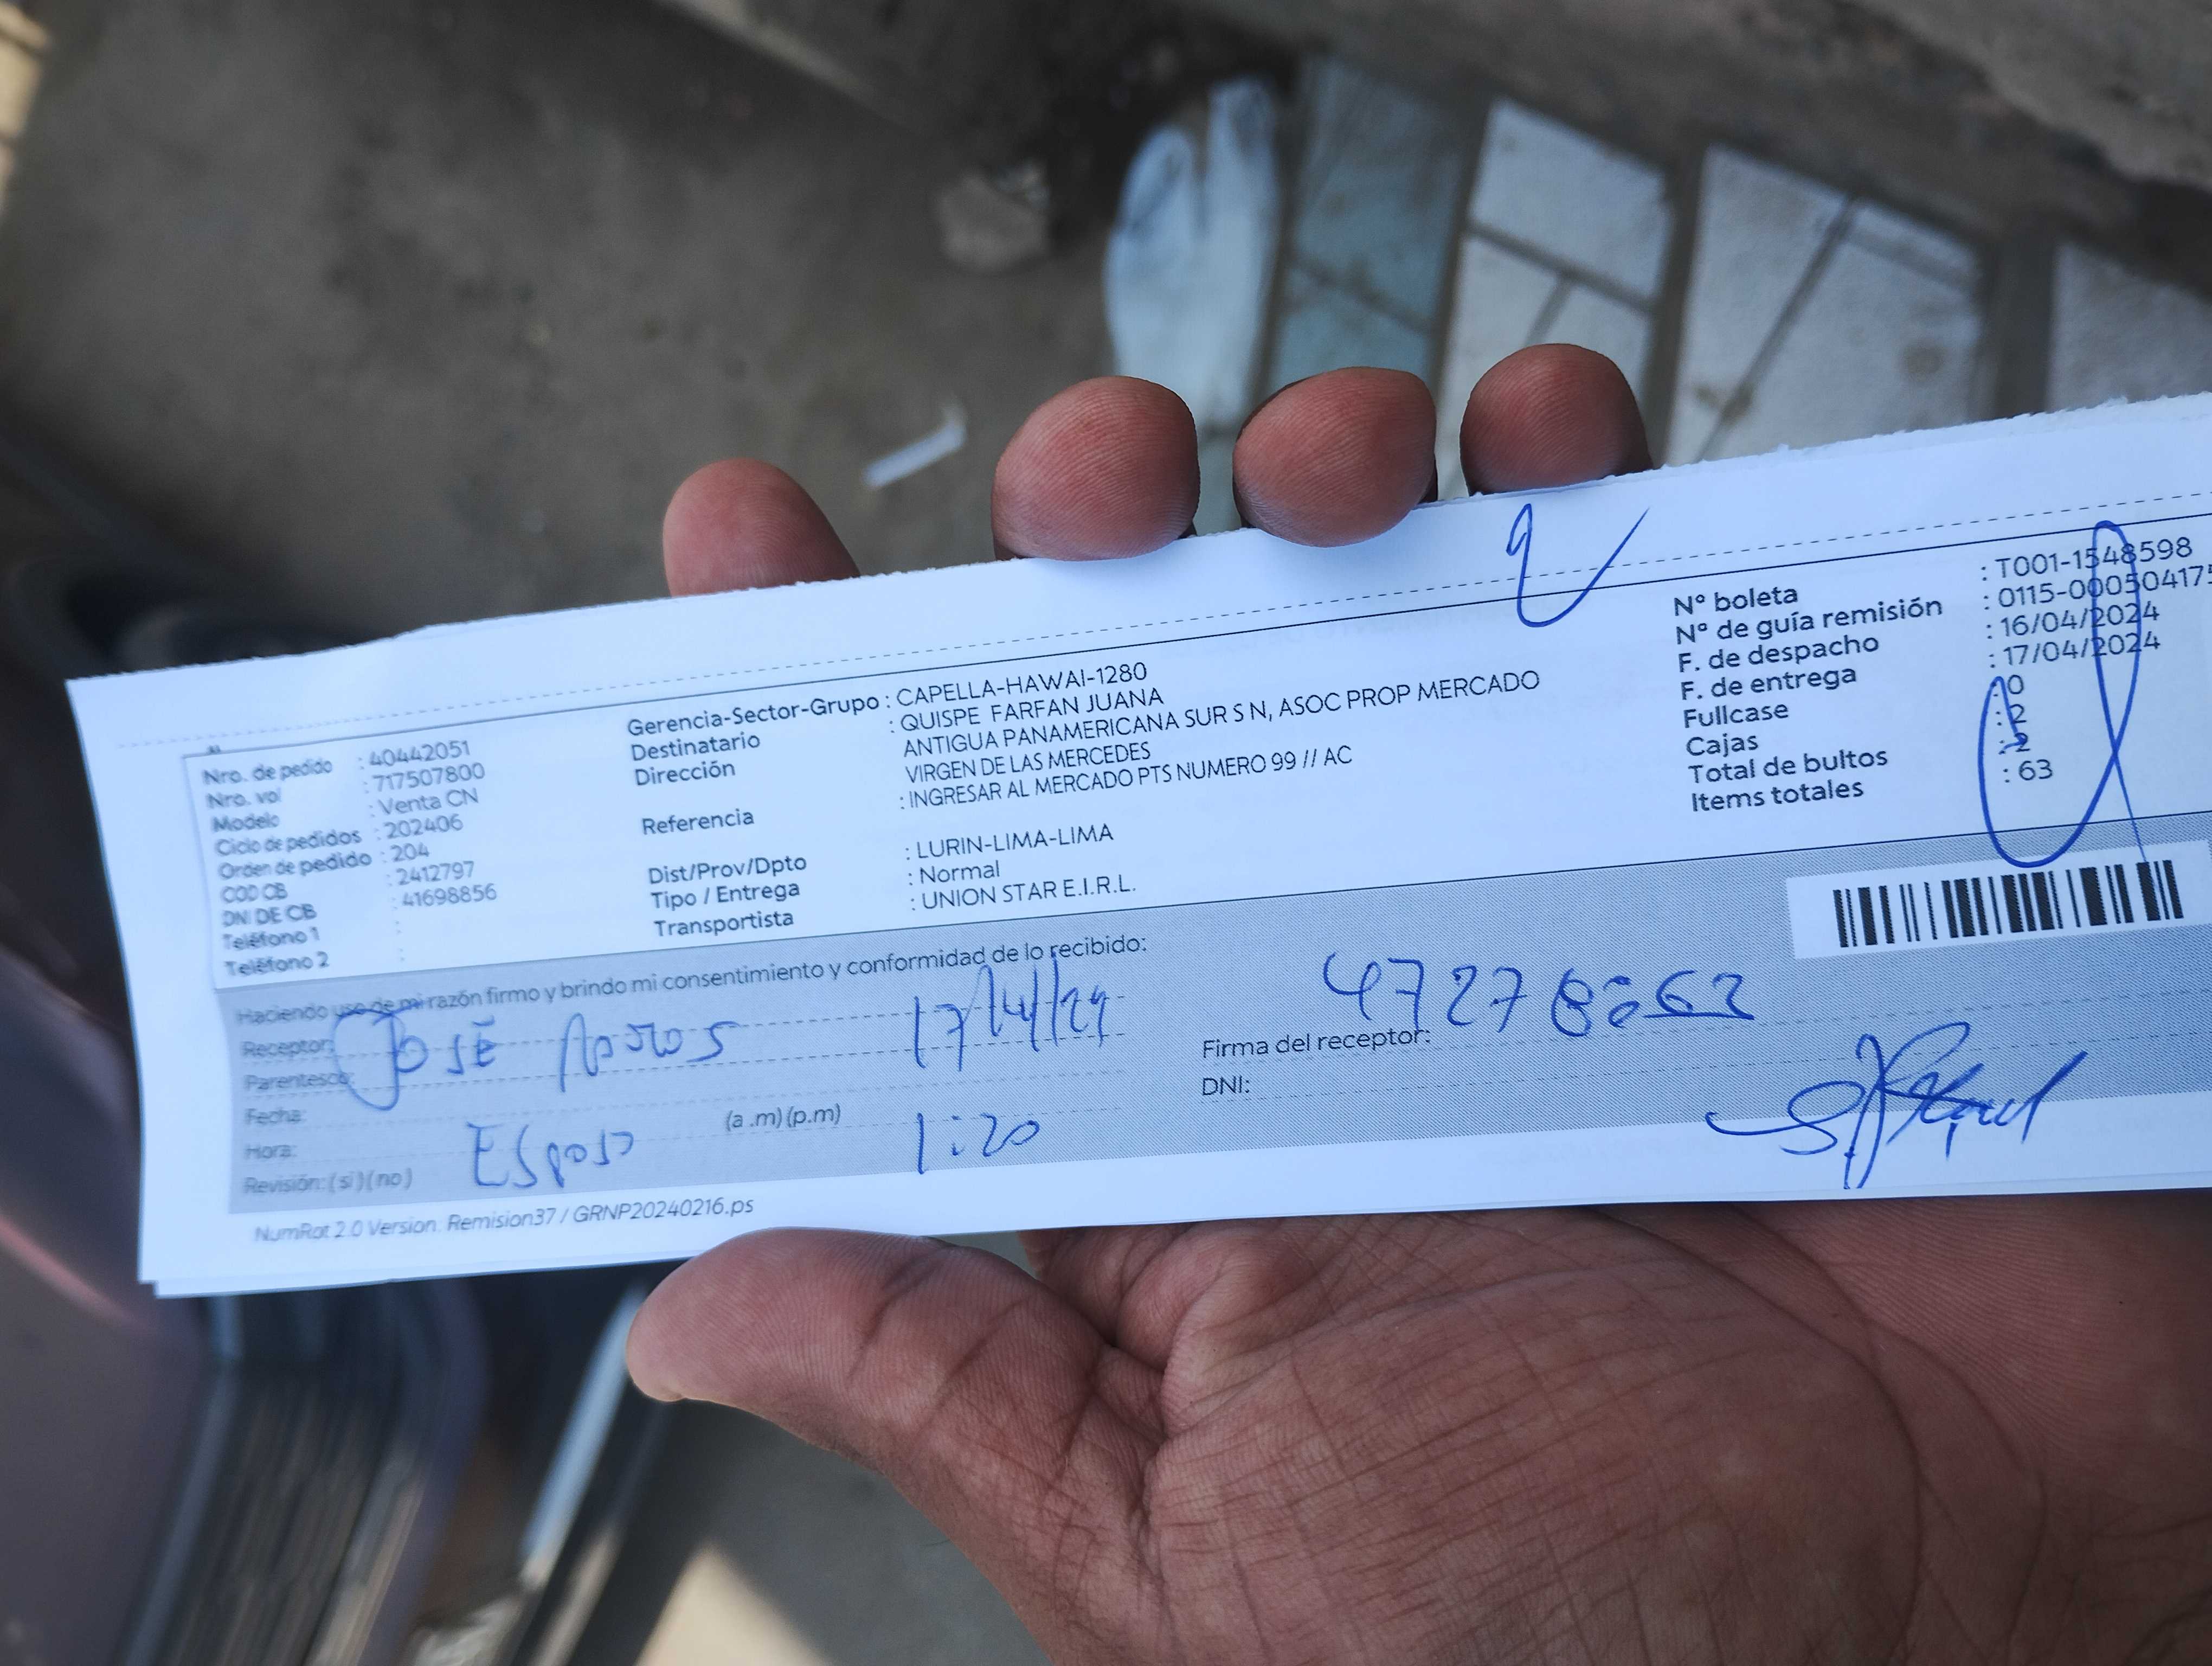 Nro. de pedido : 40442051
Nro. vol : 717507800
Modelo : Venta CN
Ciclo de pedidos : 202406
Orden de pedido : 204
COD CB : 2412797
DNI DE CB : 41698856
Teléfono 1 :
Teléfono 2 :
Gerencia-Sector-Grupo : CAPELLA-HAWAI-1280
Destinatario : QUISPE FARFAN JUANA
Dirección ANTIGUA PANAMERICANA SUR S N, ASOC PROP MERCADO
VIRGEN DE LAS MERCEDES
Referencia : INGRESAR AL MERCADO PTS NUMERO 99 // AC
Dist/Prov/Dpto : LURIN-LIMA-LIMA
Tipo / Entrega : Normal
Transportista : UNION STAR E.I.R.L.
2
N° boleta : T001-1548598
N° de guía remisión : 0115-000504175
F. de despacho : 16/04/2024
F. de entrega : 17/04/2024
Fullcase : 0
Cajas : 2
Total de bultos : 2
Items totales : 63
Haciendo uso de mi razón firmo y brindo mi consentimiento y conformidad de lo recibido:
Receptor: JOSÉ 17/04/24
Parentesco:
Fecha:
Hora: (a .m) (p.m)
Revisión: (si) (no) Esposo 1:20
Firma del receptor:
DNI:
NumRot 2.0 Version. Remision37 / GRNP20240216.ps